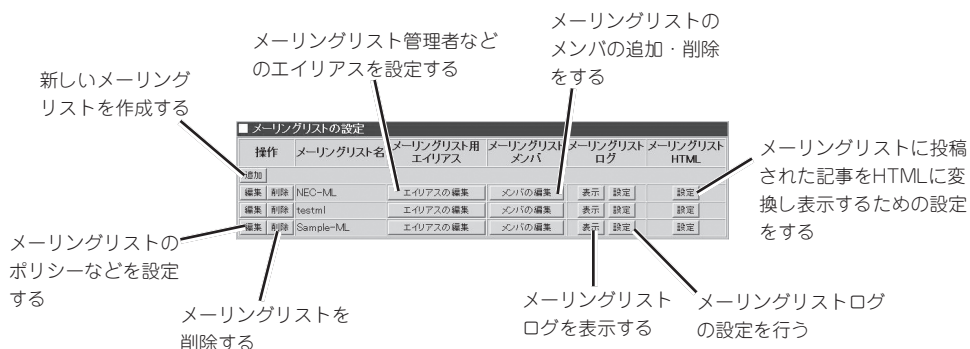 メーリングリストの
メンバの追加・削除
をする
メーリングリスト管理者など
のエイリアスを設定する
新しいメーリング
リストを作成する
■ メーリングリストの設定
操作 メーリングリスト名 メーリングリスト用 エイリアス メーリングリスト メンバ メーリングリスト ログ メーリングリスト HTML
追加
編集 削除 NEC-ML エイリアスの編集 メンバの編集 表示 設定 設定
編集 削除 testml エイリアスの編集 メンバの編集 表示 設定 設定
編集 削除 Sample-ML エイリアスの編集 メンバの編集 表示 設定 設定
メーリングリストに投稿
された記事をHTMLに変
換し表示するための設定
をする
メーリングリストの
ポリシーなどを設定
する
メーリングリストを
削除する
メーリングリスト
ログを表示する
メーリングリストログ
の設定を行う